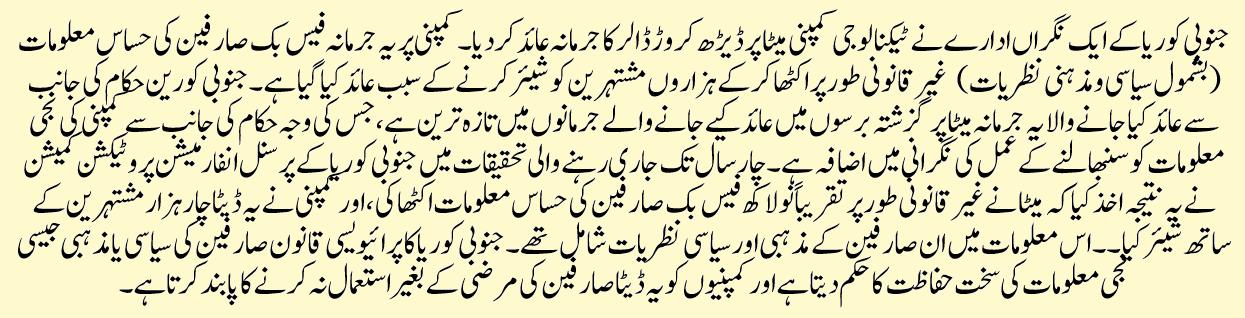 جنوبی کوریا کے ایک نگراں ادارے نے ٹیکنالوجی کمپنی میٹا پر ڈیڑھ کروڑ ڈالر کا جرمانہ عائد کر دیا۔ کمپنی پر یہ جرمانہ فیس بک صارفین کی حساس معلومات
(بشمول سیاسی و مذہنی نظریات) غیر قانونی طور پر اکٹھا کر کے ہزاروں مشتہرین کو شیئر کرنے کے سبب عائد کیا گیا ہے۔ جنوبی کورین حکام کی جانب
سے عائد کیا جانے والا یہ جرمانہ میٹا پر گزشتہ برسوں میں عائد کیے جانے والے جرمانوں میں تازہ ترین ہے، جس کی وجہ حکام کی جانب سے کمپنی کی نجی
معلومات کو سنبھالنے کے عمل کی نگرانی میں اضافہ ہے۔ چار سال تک جاری رہنے والی تحقیقات میں جنوبی کوریا کے پرسنل انفارمیشن پروٹیکشن کمیشن
نے یہ نتیجہ اخذ کیا کہ میٹا نے غیر قانونی طور پر تقریباً نو لاکھ فیس بک صارفین کی حساس معلومات اکٹھا کی، اور کمپنی نے یہ ڈیٹا چار ہزار مشتہرین کے
ساتھ شیئر کیا۔۔ اس معلومات میں ان صارفین کے مذہبی اور سیاسی نظریات شامل تھے۔ جنوبی کوریا کا پرائیویسی قانون صارفین کی سیاسی یا مذہبی جیسی
نجی معلومات کی سخت حفاظت کا حکم دیتا ہے اور کمپنیوں کو یہ ڈیٹا صارفین کی مرضی کے بغیر استعمال نہ کرنے کا پابند کرتا ہے۔